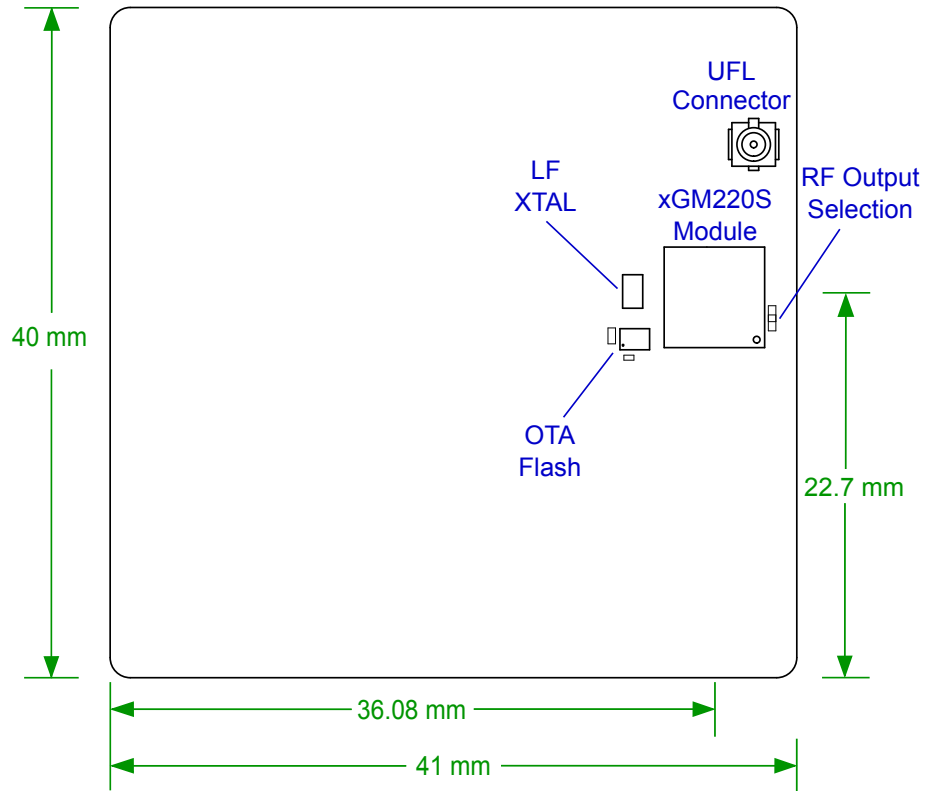 UFL
Connector
LF
XTAL
xGM220S
Module
RF Output
Selection
40 mm
OTA
Flash
22.7 mm
36.08 mm
41 mm